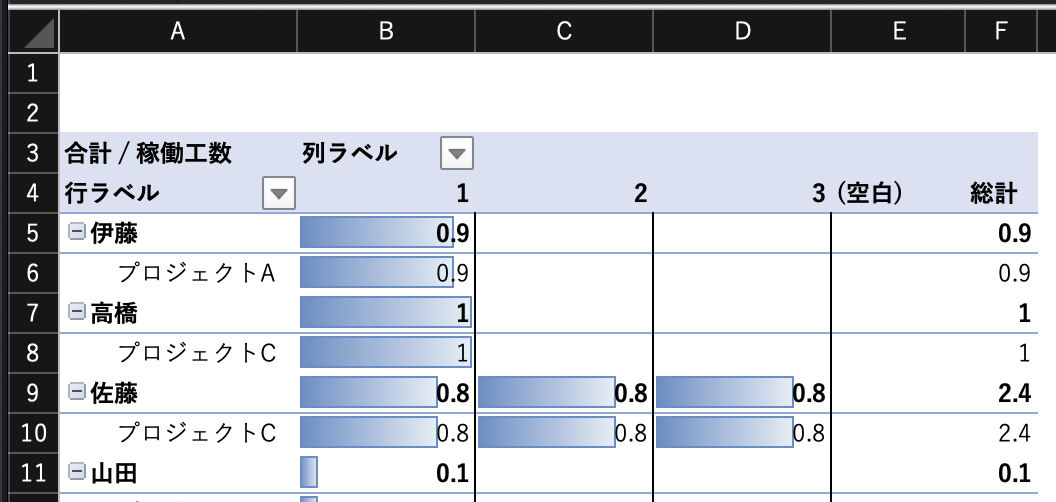 A B C D E F
1
2
3 合計 / 稼働工数 列ラベル
4 行ラベル 1 2 3 (空白) 総計
5 伊藤 0.9 0.9
6 プロジェクトA 0.9 0.9
7 高橋 1 1
8 プロジェクトC 1 1
9 佐藤 0.8 0.8 0.8 2.4
10 プロジェクトC 0.8 0.8 0.8 2.4
11 山田 0.1 0.1